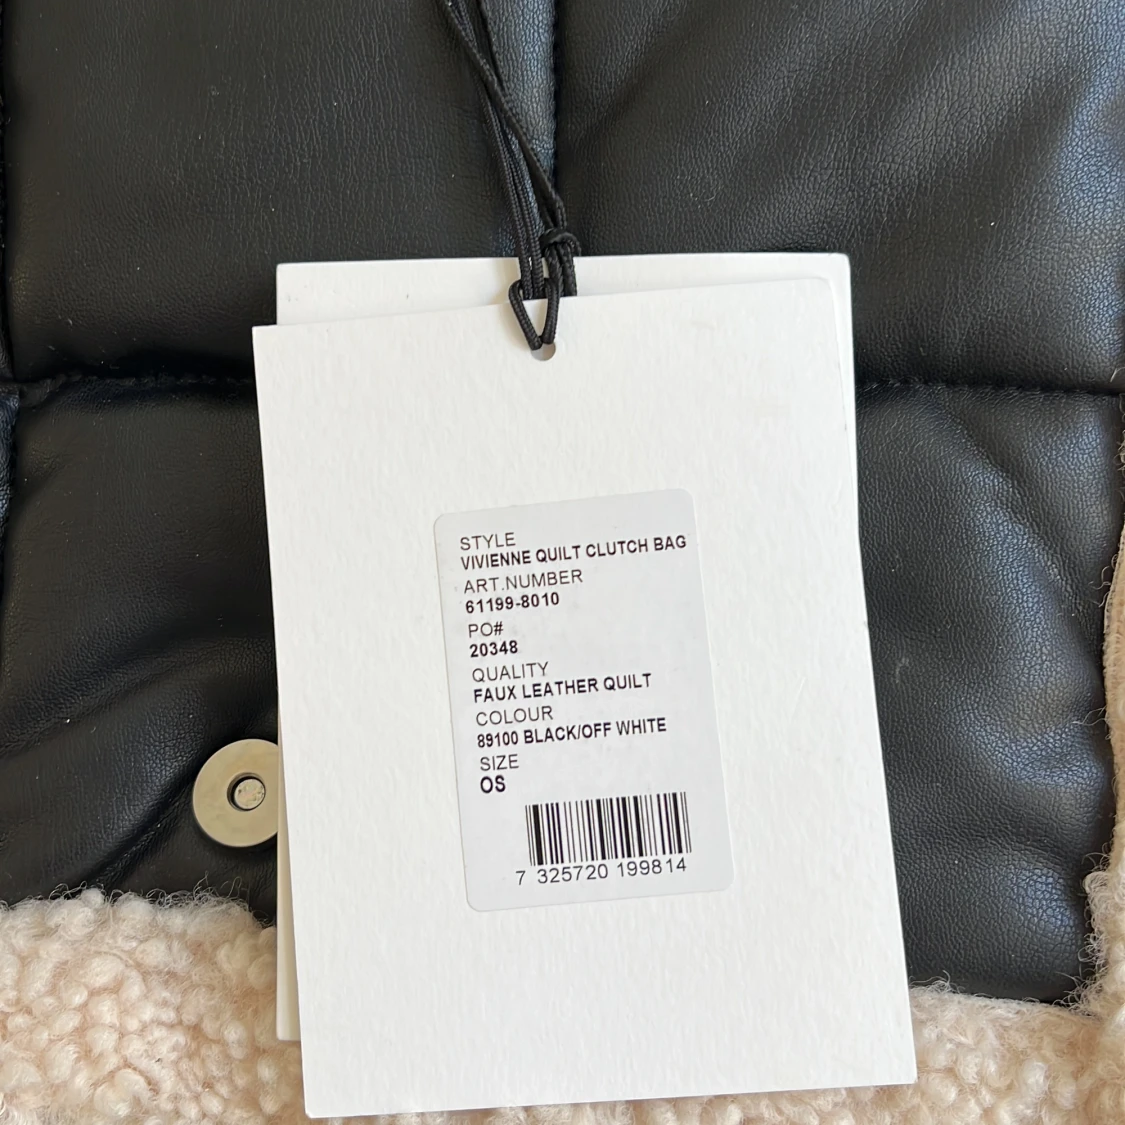 STYLE
VIVIENNE QUILT CLUTCH BAG
ART.NUMBER
61199-8010
PO#
20348
QUALITY
FAUX LEATHER QUILT
COLOUR
89100 BLACK/OFF WHITE
SIZE
OS
7 325720 199814